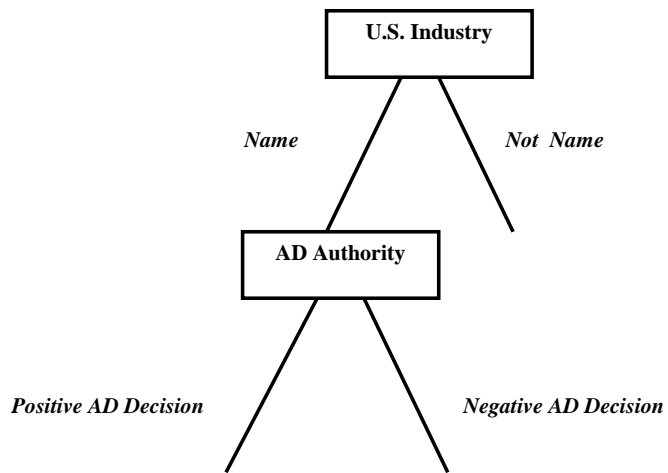 U.S. Industry
Name
Not Name
AD Authority
Positive AD Decision
Negative AD Decision